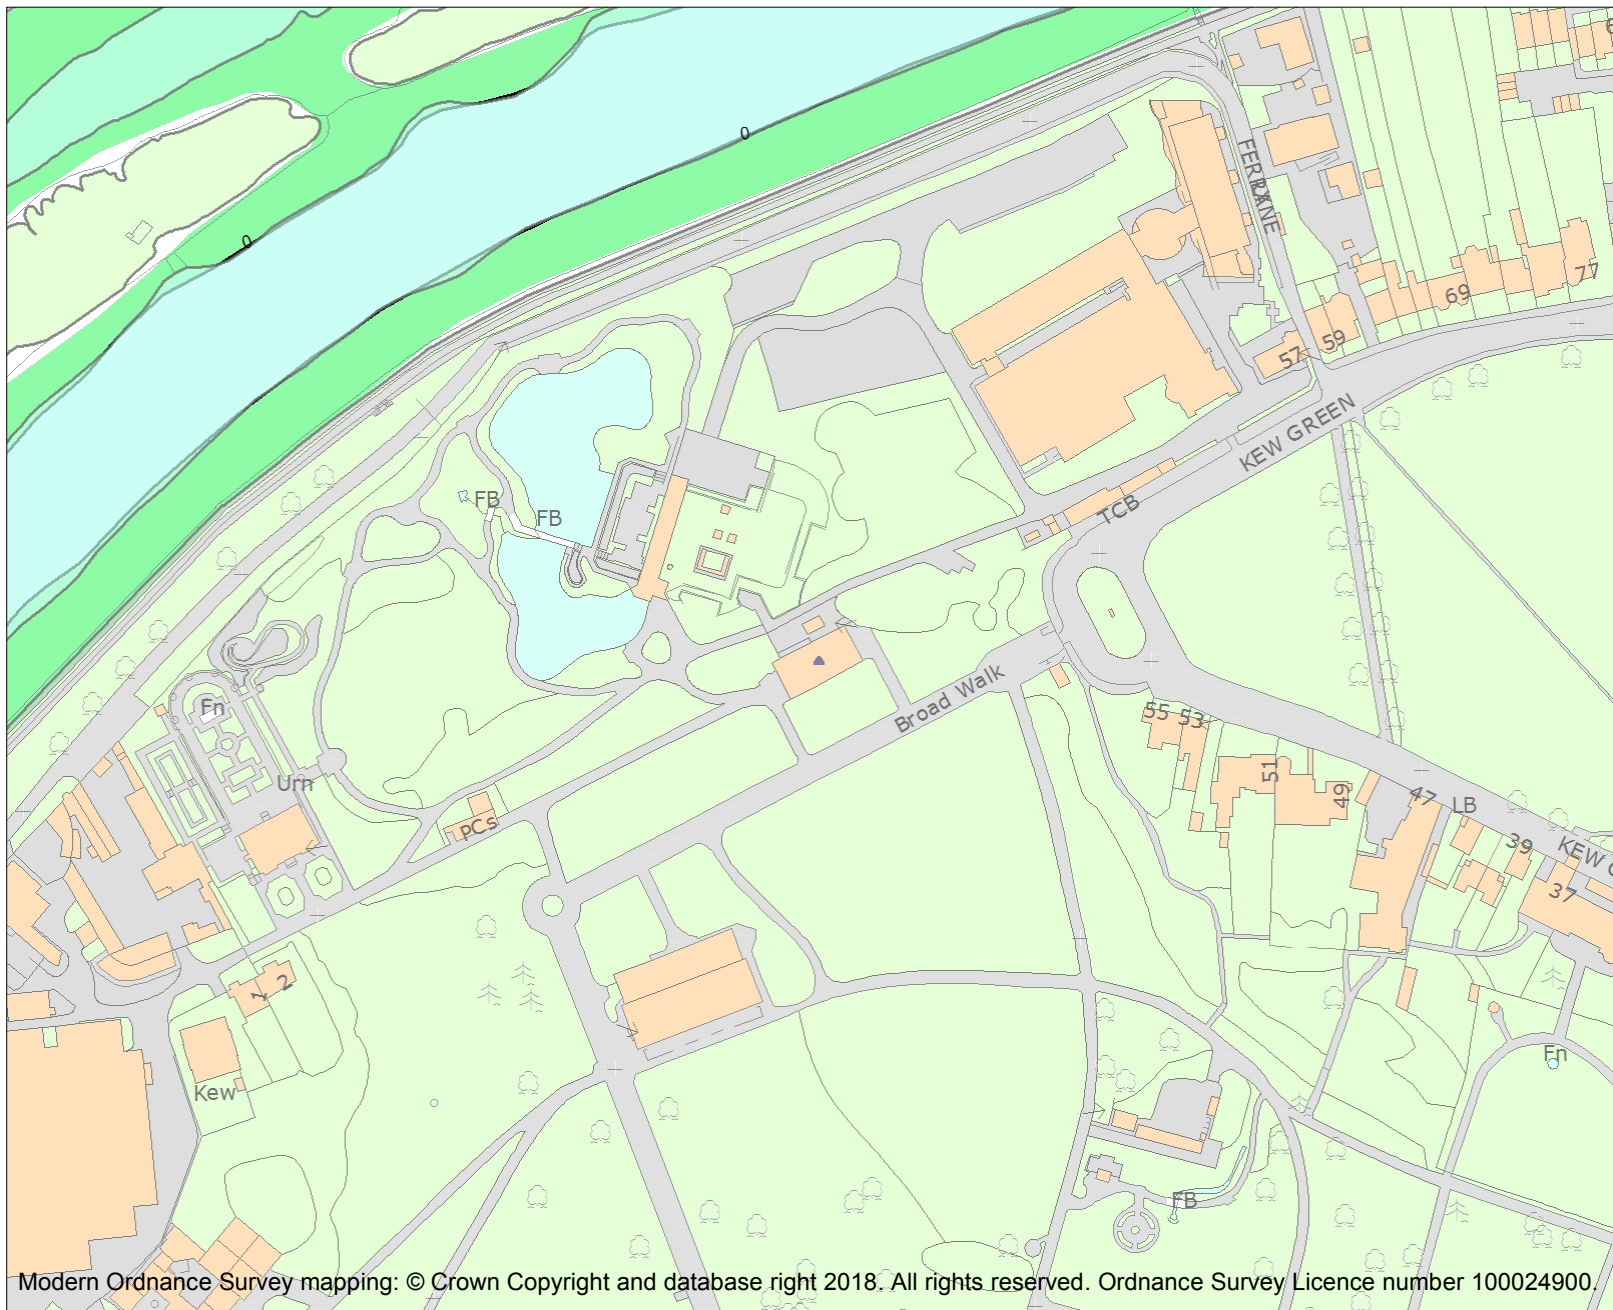 0
0
FERRY LANE
77
69
59
57
KEW GREEN
FB
FB
TCB
Broad Walk
Fn
55
53
Urn
51
49
47
LB
PCs
39
KEW G
37
1
2
Fn
Kew
FB
Modern Ordnance Survey mapping: © Crown Copyright and database right 2018. All rights reserved. Ordnance Survey Licence number 100024900.